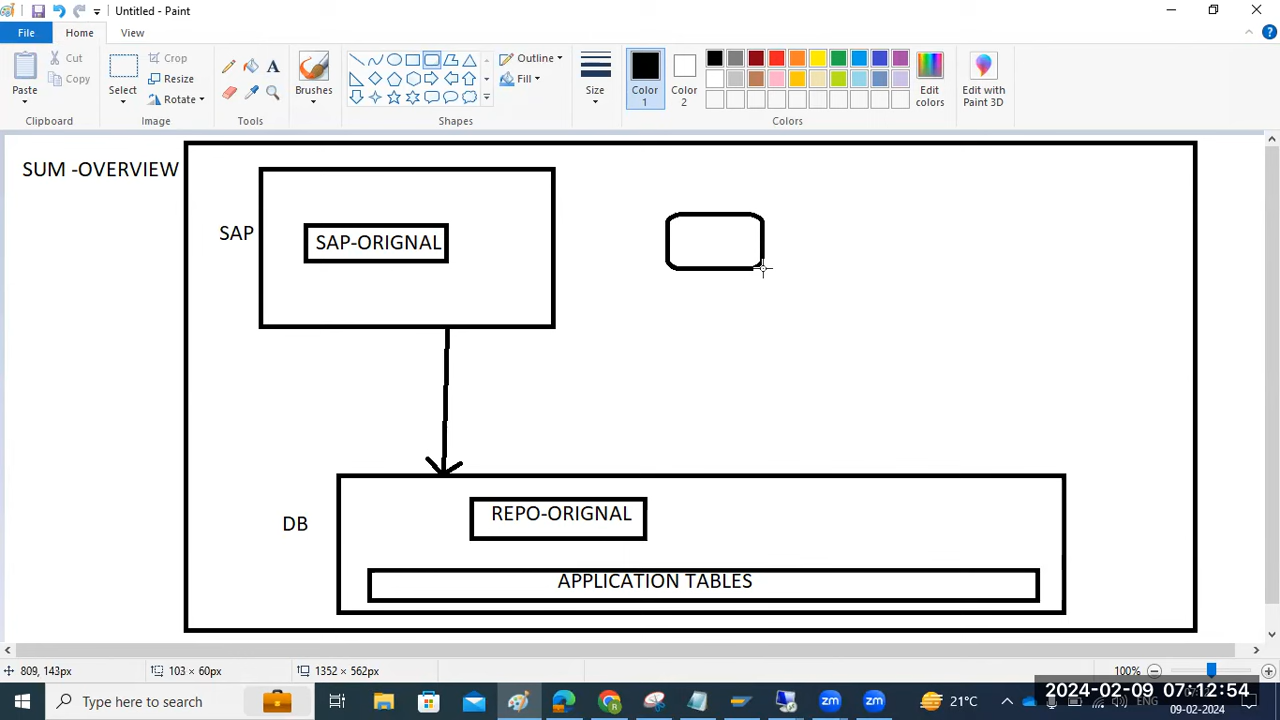 Untitled - Paint
File
Home
View
Paste
Cut
Copy
Clipboard
Select
Crop
Resize
Rotate
Image
A
Tools
Brushes
Outline
Fill
Shapes
Size
Color 1
Color 2
Edit colors
Edit with Paint 3D
Colors
SUM -OVERVIEW
SAP
SAP-ORIGNAL
DB
REPO-ORIGNAL
APPLICATION TABLES
809, 143px
103 × 60px
1352 × 562px
100%
Type here to search
21°C
ENG
2024-02-09 07:12:54
09-02-2024